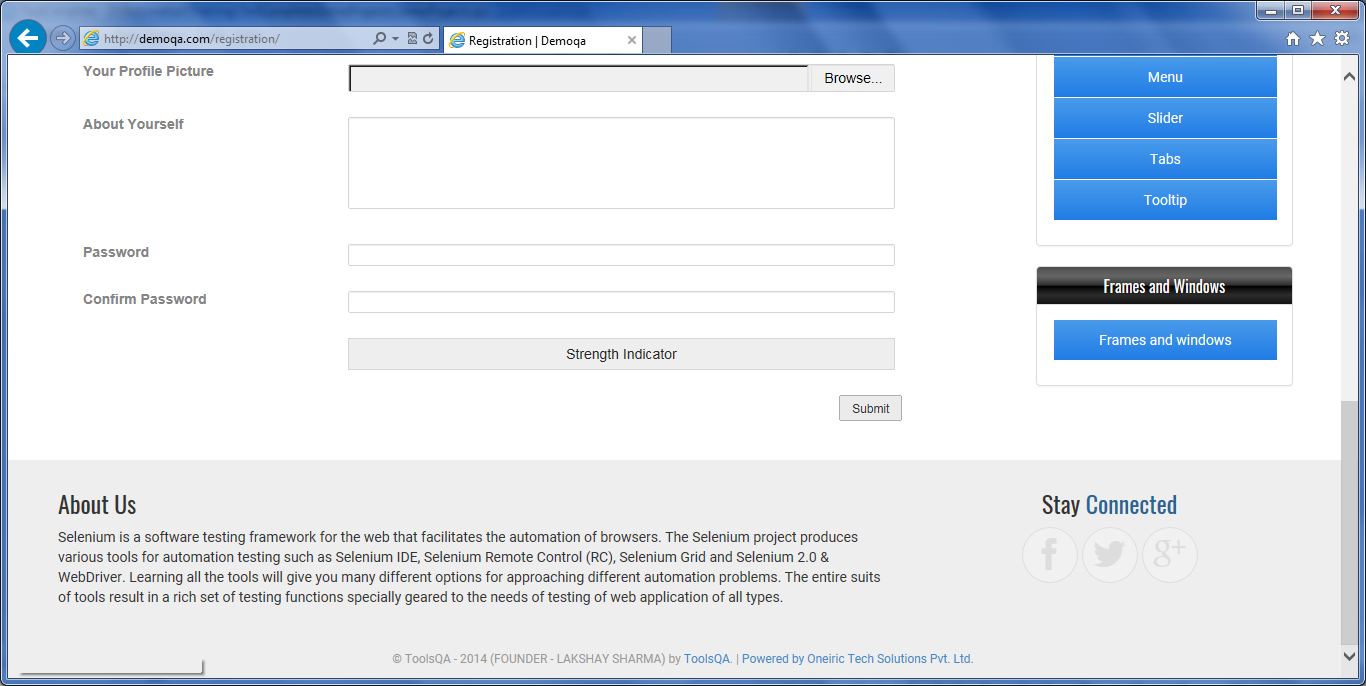 http://demoqa.com/registration/
Registration | Demoqa
Your Profile Picture
Browse...
About Yourself
Password
Confirm Password
Strength Indicator
Submit
Menu
Slider
Tabs
Tooltip
Frames and Windows
Frames and windows
About Us
Selenium is a software testing framework for the web that facilitates the automation of browsers. The Selenium project produces
various tools for automation testing such as Selenium IDE, Selenium Remote Control (RC), Selenium Grid and Selenium 2.0 &
WebDriver. Learning all the tools will give you many different options for approaching different automation problems. The entire suits
of tools result in a rich set of testing functions specially geared to the needs of testing of web application of all types.
Stay Connected
© ToolsQA - 2014 (FOUNDER - LAKSHAY SHARMA) by ToolsQA. | Powered by Oneiric Tech Solutions Pvt. Ltd.